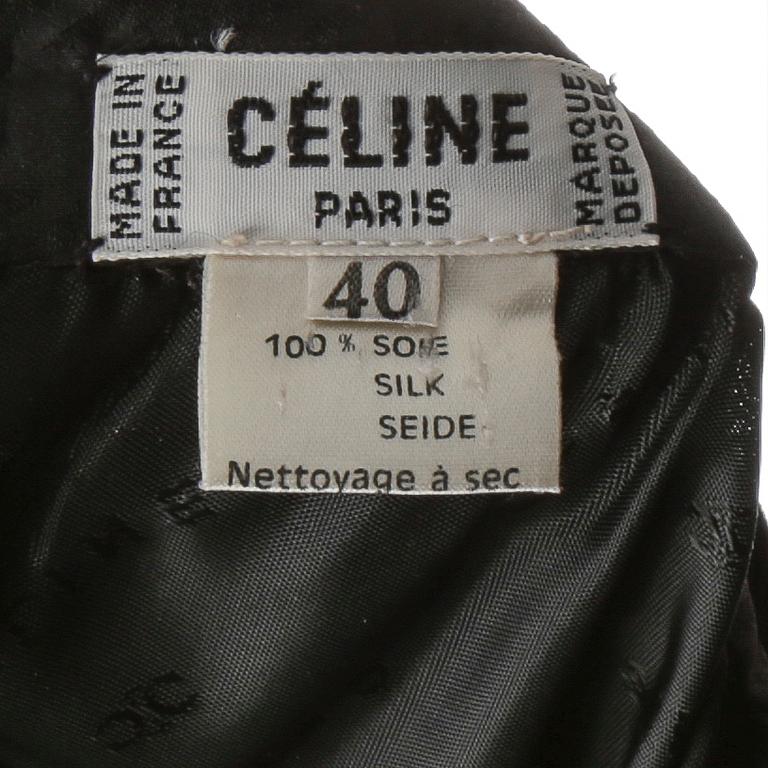 MADE IN
FRANCE
CÉLINE
PARIS
MARQUE
DEPOSEE
40
100 % SOIE
SILK
SEIDE
Nettoyage à sec